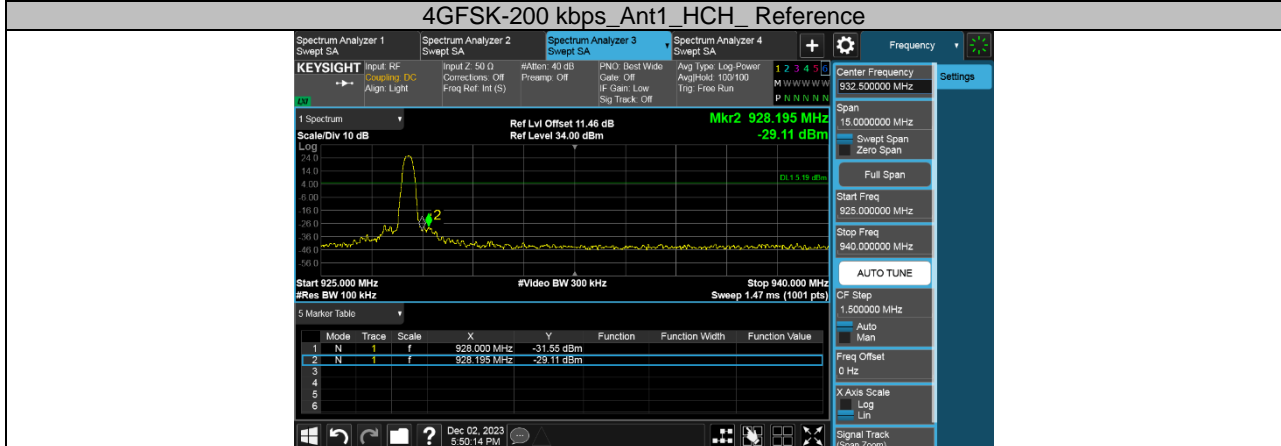 4GFSK-200 kbps_Ant1_HCH_ Reference
Spectrum Analyzer 1
Swept SA
Spectrum Analyzer 2
Swept SA
Spectrum Analyzer 3
Swept SA
Spectrum Analyzer 4
Swept SA
+
Frequency
KEYSIGHT
LXI
Input: RF
Coupling: DC
Align: Light
Input Z: 50 Ω
Corrections: Off
Freq Ref: Int (S)
#Atten: 40 dB
Preamp: Off
PNO: Best Wide
Gate: Off
IF Gain: Low
Sig Track: Off
Avg Type: Log-Power
Avg|Hold: 100/100
Trig: Free Run
1 2 3 4 5 6
M W W W W W
P N N N N N
1 Spectrum
Scale/Div 10 dB
Ref Lvl Offset 11.46 dB
Ref Level 34.00 dBm
Mkr2 928.195 MHz
-29.11 dBm
Log
24.0
14.0
4.00
-6.00
-16.0
-26.0
-36.0
-46.0
-56.0
DL1 5.19 dBm
2
Start 925.000 MHz
#Res BW 100 kHz
#Video BW 300 kHz
Stop 940.000 MHz
Sweep 1.47 ms (1001 pts)
5 Marker Table
Mode Trace Scale X Y Function Function Width Function Value
1 N 1 f 928.000 MHz -31.55 dBm
2 N 1 f 928.195 MHz -29.11 dBm
3
4
5
6
Dec 02, 2023
5:50:14 PM
?
Center Frequency
932.500000 MHz
Settings
Span
15.0000000 MHz
Swept Span
Zero Span
Full Span
Start Freq
925.000000 MHz
Stop Freq
940.000000 MHz
AUTO TUNE
CF Step
1.500000 MHz
Auto
Man
Freq Offset
0 Hz
X Axis Scale
Log
Lin
Signal Track
(Span Zoom)